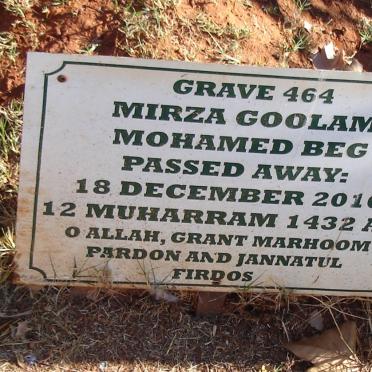 GRAVE 464
MIRZA GOOLAM
MOHAMED BEG
PASSED AWAY:
18 DECEMBER 2010
12 MUHARRAM 1432 A
O ALLAH, GRANT MARHOOM
PARDON AND JANNATUL
FIRDOS